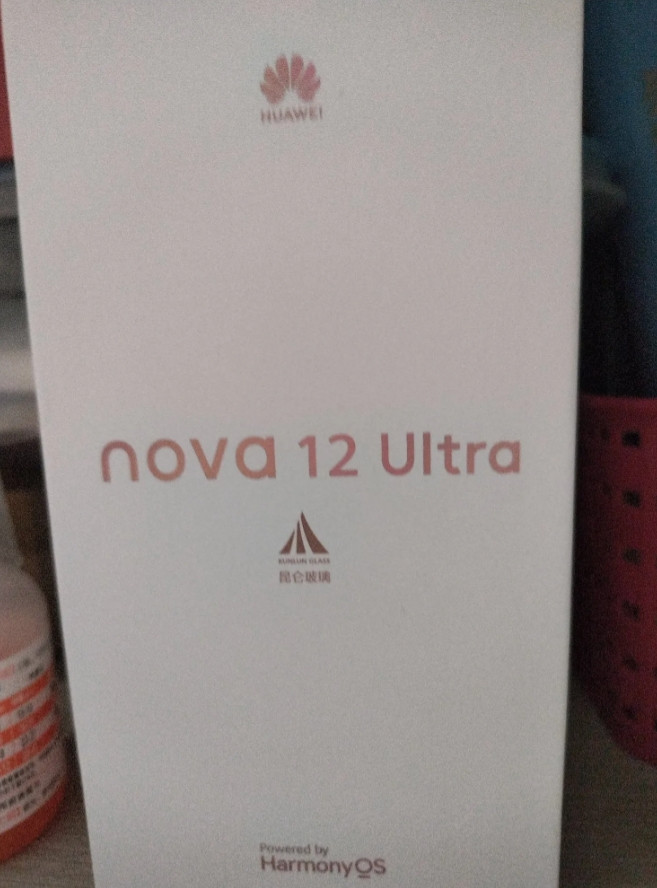 HUAWEI
nova 12 Ultra
KUNLUN GLASS
昆仑玻璃
Powered by
HarmonyOS